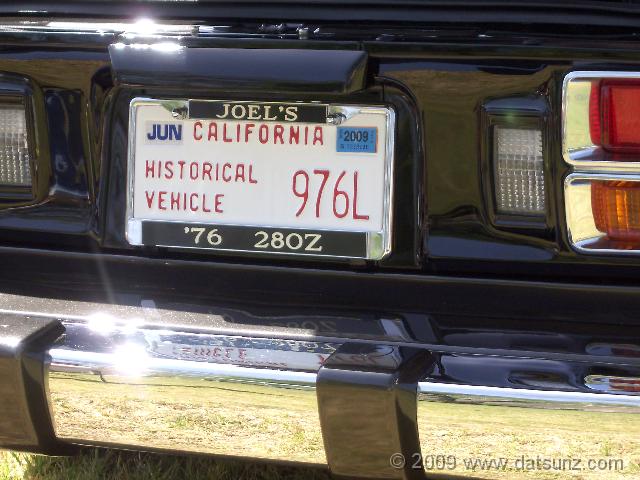 JOEL'S
JUN CALIFORNIA 2009
HISTORICAL
VEHICLE 976L
'76 280Z
© 2009 www.datsunz.com